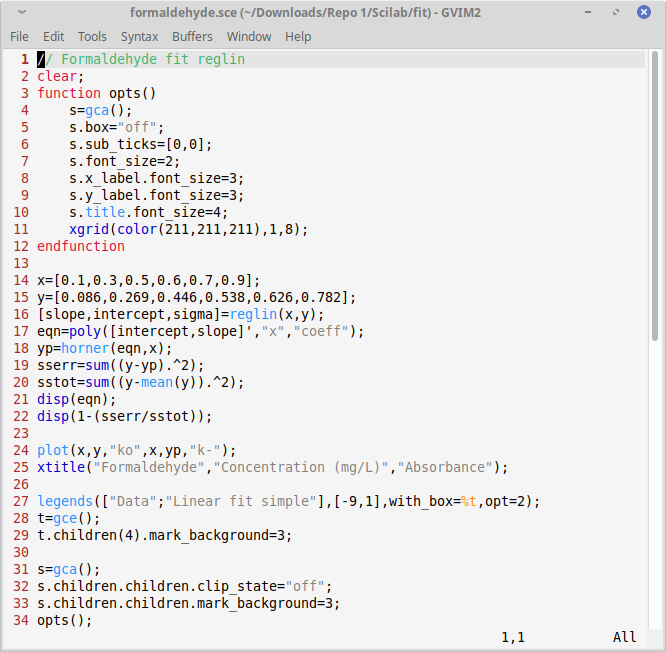 formaldehyde.sce (~/Downloads/Repo 1/Scilab/fit) - GVIM2
File Edit Tools Syntax Buffers Window Help
1 // Formaldehyde fit reglin
2 clear;
3 function opts()
4     s=gca();
5     s.box="off";
6     s.sub_ticks=[0,0];
7     s.font_size=2;
8     s.x_label.font_size=3;
9     s.y_label.font_size=3;
10     s.title.font_size=4;
11     xgrid(color(211,211,211),1,8);
12 endfunction
13
14 x=[0.1,0.3,0.5,0.6,0.7,0.9];
15 y=[0.086,0.269,0.446,0.538,0.626,0.782];
16 [slope,intercept,sigma]=reglin(x,y);
17 eqn=poly([intercept,slope]',"x","coeff");
18 yp=horner(eqn,x);
19 sserr=sum((y-yp).^2);
20 sstot=sum((y-mean(y)).^2);
21 disp(eqn);
22 disp(1-(sserr/sstot));
23
24 plot(x,y,"ko",x,yp,"k-");
25 xtitle("Formaldehyde","Concentration (mg/L)","Absorbance");
26
27 legends(["Data";"Linear fit simple"],[-9,1],with_box=%t,opt=2);
28 t=gce();
29 t.children(4).mark_background=3;
30
31 s=gca();
32 s.children.children.clip_state="off";
33 s.children.children.mark_background=3;
34 opts();
1,1 All